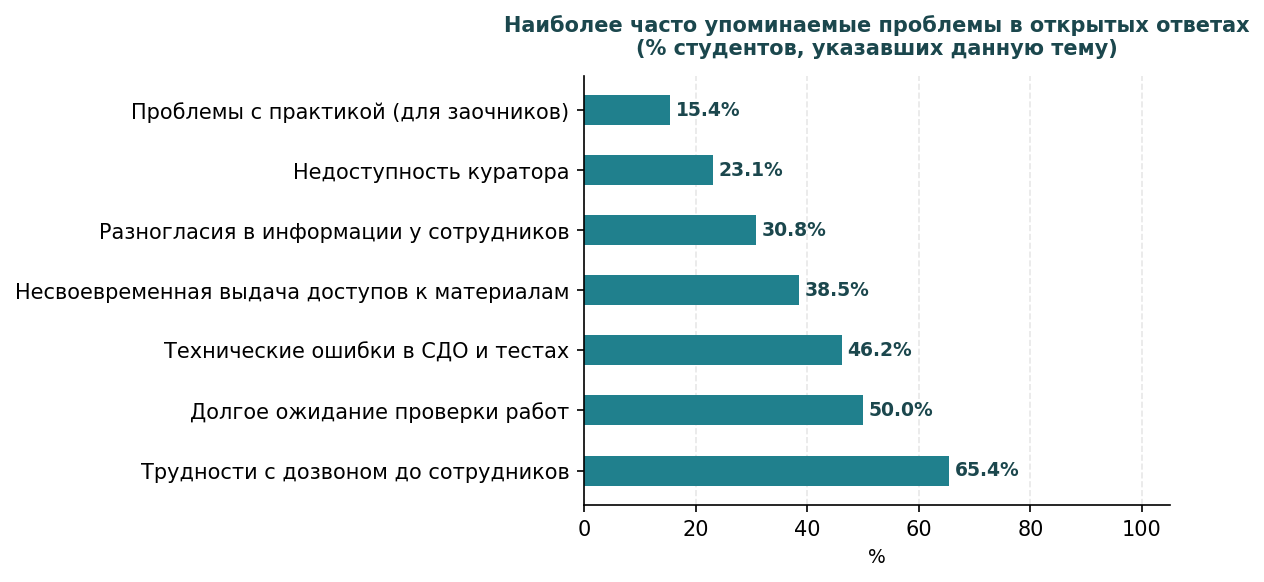 Наиболее часто упоминаемые проблемы в открытых ответах
(% студентов, указавших данную тему)
Проблемы с практикой (для заочников) 15.4%
Недоступность куратора 23.1%
Разногласия в информации у сотрудников 30.8%
Несвоевременная выдача доступов к материалам 38.5%
Технические ошибки в СДО и тестах 46.2%
Долгое ожидание проверки работ 50.0%
Трудности с дозвоном до сотрудников 65.4%
0 20 40 60 80 100
%